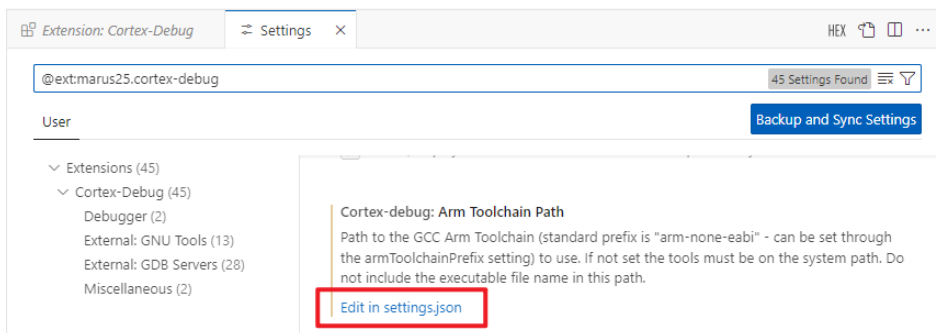 Extension: Cortex-Debug
Settings
HEX
@ext:marus25.cortex-debug
45 Settings Found
User
Backup and Sync Settings
Extensions (45)
Cortex-Debug (45)
Debugger (2)
External: GNU Tools (13)
External: GDB Servers (28)
Miscellaneous (2)
Cortex-debug: Arm Toolchain Path
Path to the GCC Arm Toolchain (standard prefix is "arm-none-eabi" - can be set through
the armToolchainPrefix setting) to use. If not set the tools must be on the system path. Do
not include the executable file name in this path.
Edit in settings.json